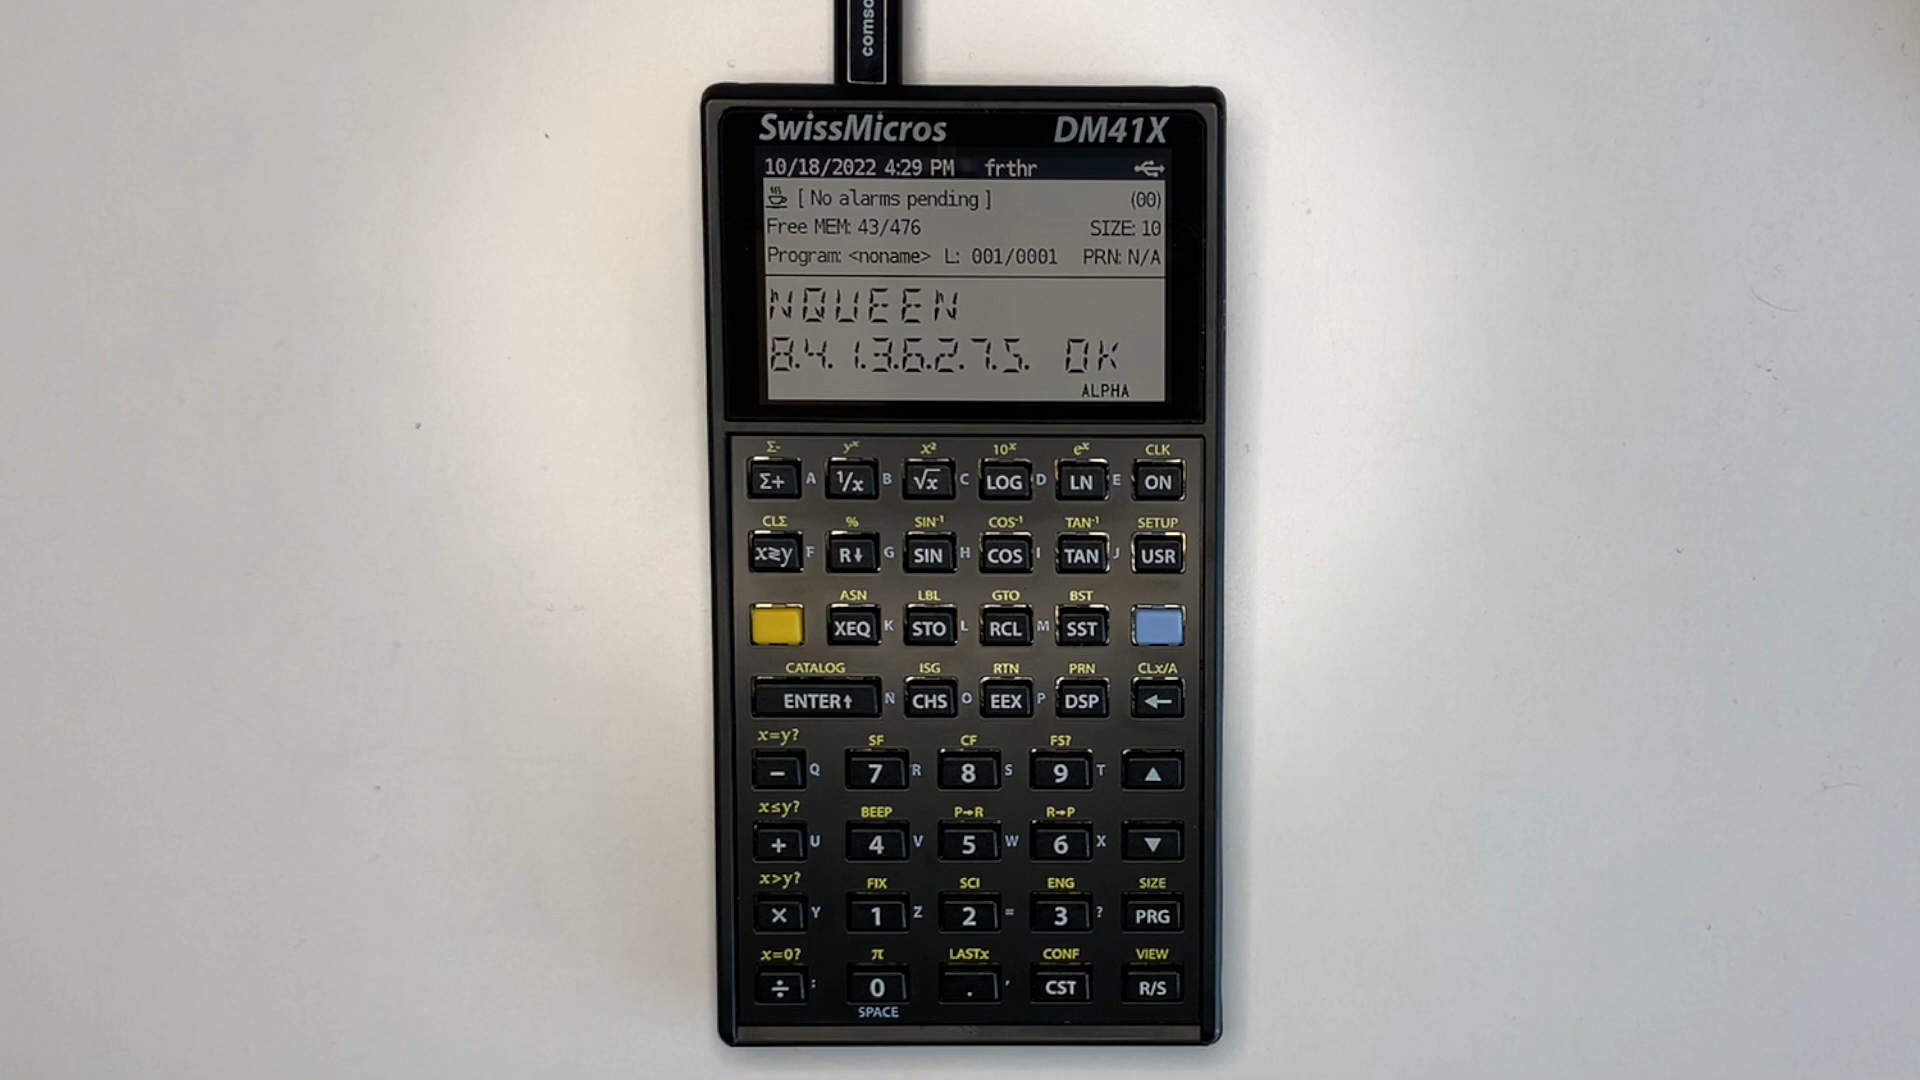 comso
SwissMicros DM41X
10/18/2022 4:29 PM frthr
[ No alarms pending ] (00)
Free MEM: 43/476 SIZE: 10
Program: <noname> L: 001/0001 PRN: N/A
NQUEEN
8.4.1.3.6.2.7.5. OK
ALPHA
Σ- yˣ x² 10ˣ eˣ CLK
Σ+ A 1/x B √x C LOG D LN E ON
CLΣ % SIN⁻¹ COS⁻¹ TAN⁻¹ SETUP
x≷y F R↓ G SIN H COS I TAN J USR
ASN LBL GTO BST
XEQ K STO L RCL M SST
CATALOG ISG RTN PRN CLx/A
ENTER↑ N CHS O EEX P DSP ←
x=y? SF CF FS?
− Q 7 R 8 S 9 T ▲
x≤y? BEEP P→R R→P
+ U 4 V 5 W 6 X ▼
x>y? FIX SCI ENG SIZE
× Y 1 Z 2 = 3 ? PRG
x=0? π LASTx CONF VIEW
÷ : 0 . , CST R/S
SPACE